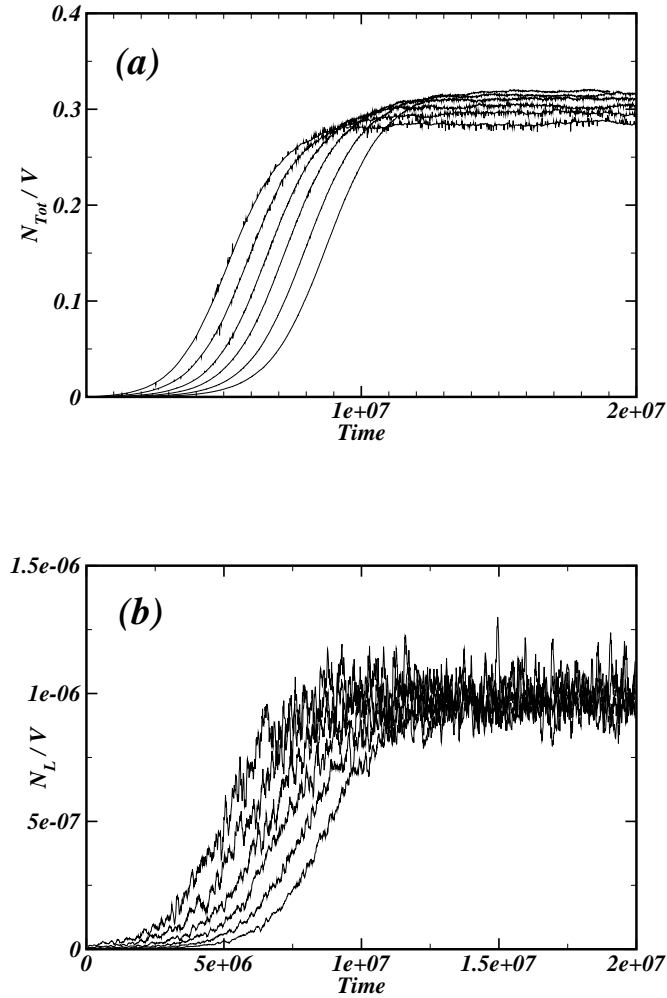 0.4
(a)
0.3
0.2
0.1
0
N_Tot / V
1e+07
2e+07
Time
1.5e-06
(b)
1e-06
5e-07
0
N_L / V
0
5e+06
1e+07
1.5e+07
2e+07
Time